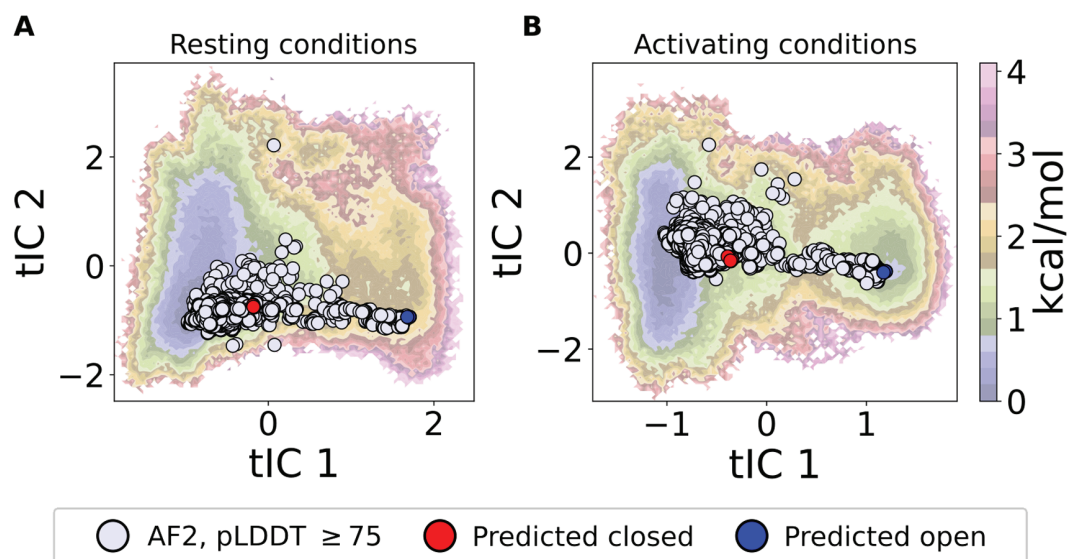 A
B
Resting conditions
Activating conditions
tIC 2
2
0
−2
0
2
tIC 1
tIC 2
2
0
−2
−1
0
1
tIC 1
4
3
2
1
0
kcal/mol
AF2, pLDDT ≥ 75
Predicted closed
Predicted open